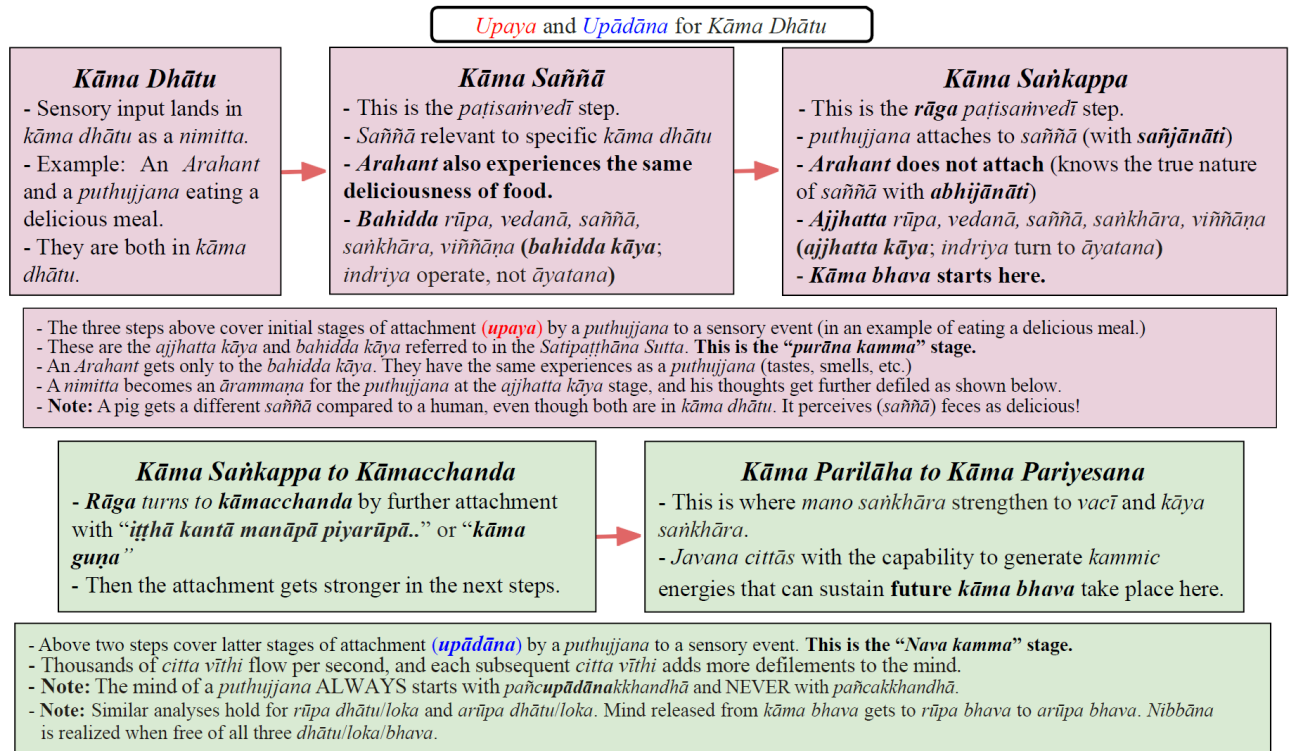 Upaya and Upādāna for Kāma Dhātu
Kāma Dhātu
- Sensory input lands in
kāma dhātu as a nimitta.
- Example: An Arahant
and a puthujjana eating a
delicious meal.
- They are both in kāma
dhātu.
Kāma Saññā
- This is the paṭisaṁvedī step.
- Saññā relevant to specific kāma dhātu
- Arahant also experiences the same
deliciousness of food.
- Bahidda rūpa, vedanā, saññā,
saṅkhāra, viññāṇa (bahidda kāya;
indriya operate, not āyatana)
Kāma Saṅkappa
- This is the rāga paṭisaṁvedī step.
- puthujjana attaches to saññā (with sañjānāti)
- Arahant does not attach (knows the true nature
of saññā with abhijānāti)
- Ajjhatta rūpa, vedanā, saññā, saṅkhāra, viññāṇa
(ajjhatta kāya; indriya turn to āyatana)
- Kāma bhava starts here.
- The three steps above cover initial stages of attachment (upaya) by a puthujjana to a sensory event (in an example of eating a delicious meal.)
- These are the ajjhatta kāya and bahidda kāya referred to in the Satipaṭṭhāna Sutta. This is the “purāna kamma” stage.
- An Arahant gets only to the bahidda kāya. They have the same experiences as a puthujjana (tastes, smells, etc.)
- A nimitta becomes an ārammaṇa for the puthujjana at the ajjhatta kāya stage, and his thoughts get further defiled as shown below.
- Note: A pig gets a different saññā compared to a human, even though both are in kāma dhātu. It perceives (saññā) feces as delicious!
Kāma Saṅkappa to Kāmacchanda
- Rāga turns to kāmacchanda by further attachment
with “iṭṭhā kantā manāpā piyarūpā..” or “kāma
guṇa”
- Then the attachment gets stronger in the next steps.
Kāma Parilāha to Kāma Pariyesana
- This is where mano saṅkhāra strengthen to vacī and kāya
saṅkhāra.
- Javana cittās with the capability to generate kammic
energies that can sustain future kāma bhava take place here.
- Above two steps cover latter stages of attachment (upādāna) by a puthujjana to a sensory event. This is the “Nava kamma” stage.
- Thousands of citta vīthi flow per second, and each subsequent citta vīthi adds more defilements to the mind.
- Note: The mind of a puthujjana ALWAYS starts with pañcupādānakkhandhā and NEVER with pañcakkhandhā.
- Note: Similar analyses hold for rūpa dhātu/loka and arūpa dhātu/loka. Mind released from kāma bhava gets to rūpa bhava to arūpa bhava. Nibbāna
is realized when free of all three dhātu/loka/bhava.